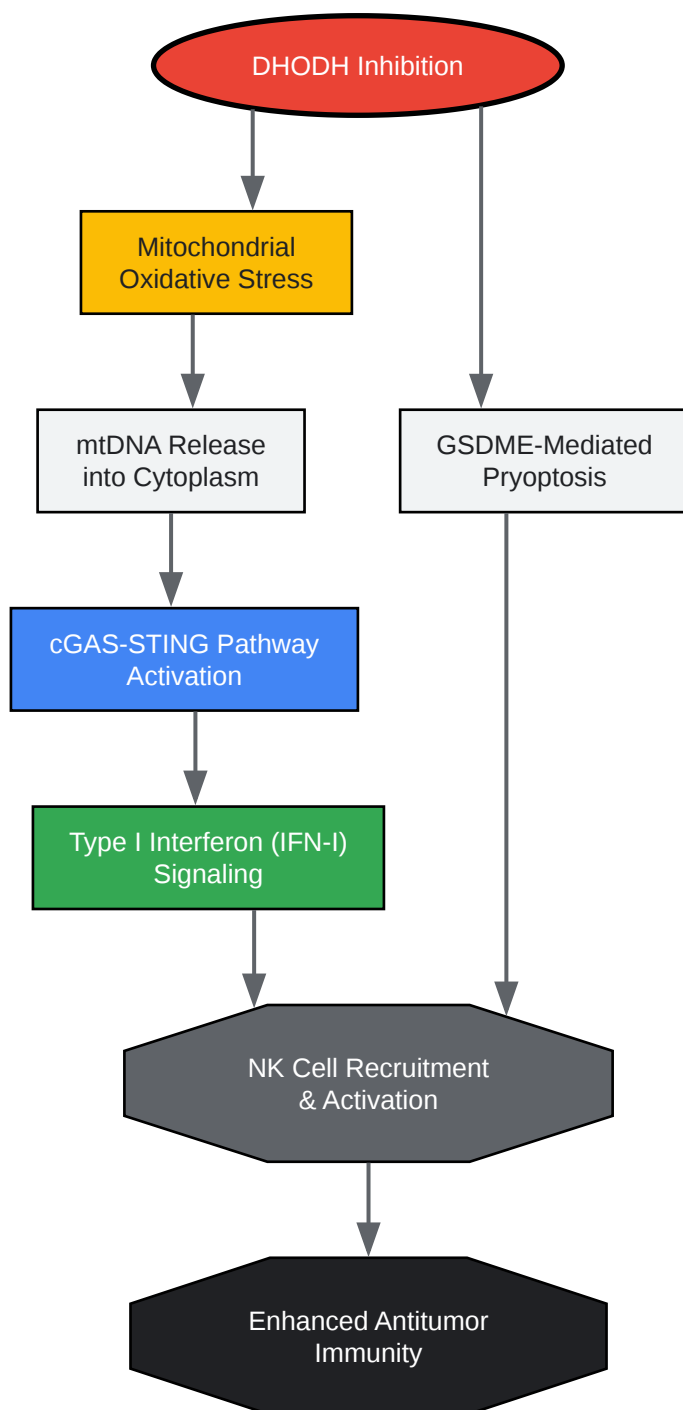 DHODH Inhibition
Mitochondrial
Oxidative Stress
mtDNA Release
into Cytoplasm
GSDME-Mediated
Pryoptosis
cGAS-STING Pathway
Activation
Type I Interferon (IFN-I)
Signaling
NK Cell Recruitment
& Activation
Enhanced Antitumor
Immunity